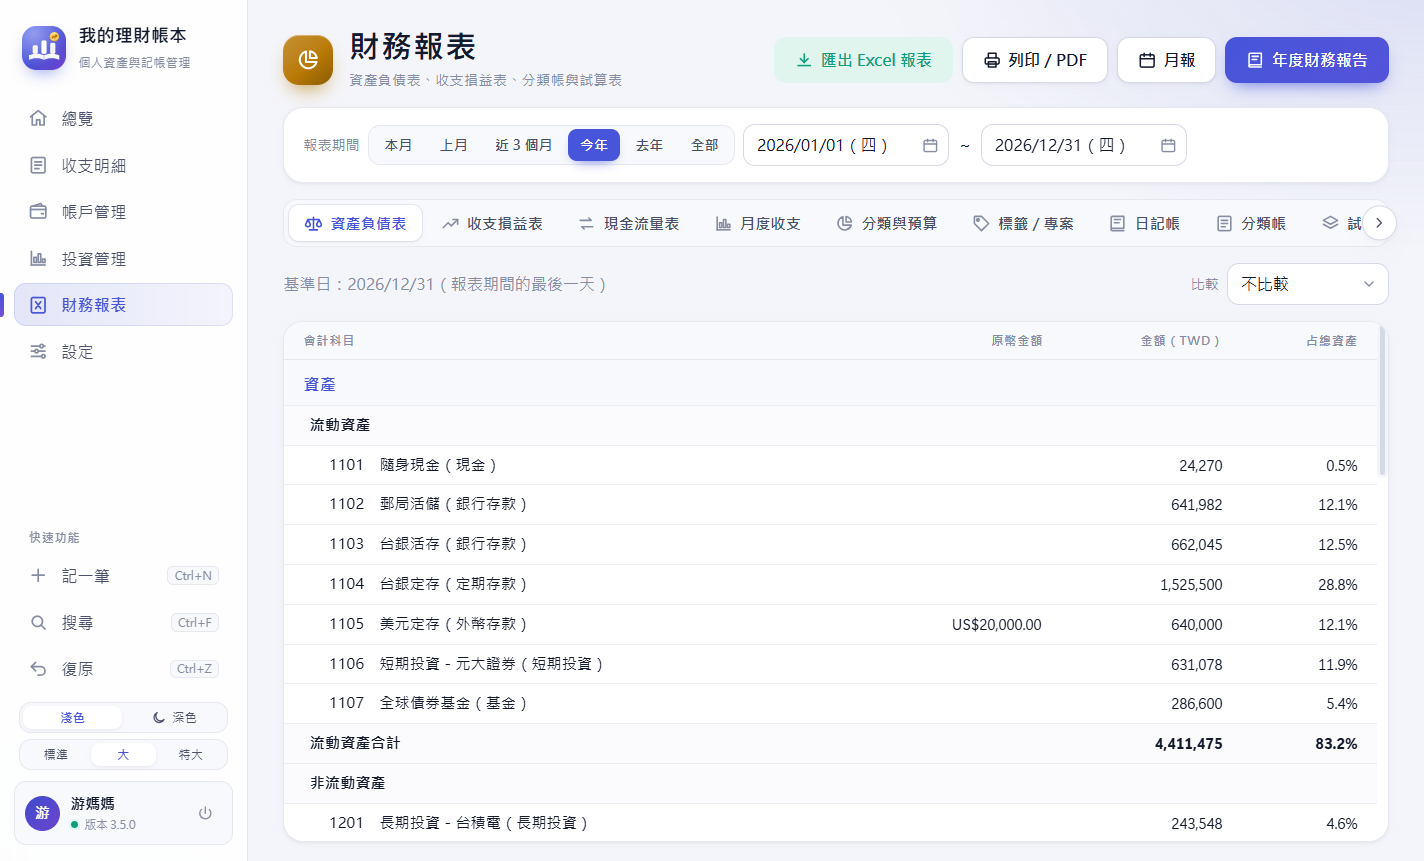 我的理財帳本
個人資產與記帳管理
總覽
收支明細
帳戶管理
投資管理
財務報表
設定
快速功能
記一筆 Ctrl+N
搜尋 Ctrl+F
復原 Ctrl+Z
淺色 深色
標準 大 特大
游 游媽媽
版本 3.5.0
財務報表
資產負債表、收支損益表、分類帳與試算表
匯出 Excel 報表 列印 / PDF 月報 年度財務報告
報表期間 本月 上月 近 3 個月 今年 去年 全部 2026/01/01 ( 四 ) ~ 2026/12/31 ( 四 )
資產負債表 收支損益表 現金流量表 月度收支 分類與預算 標籤 / 專案 日記帳 分類帳 試
基準日：2026/12/31 ( 報表期間的最後一天 )
比較 不比較
會計科目 原幣金額 金額 ( TWD ) 占總資產
資產
流動資產
1101 隨身現金 ( 現金 ) 24,270 0.5%
1102 郵局活儲 ( 銀行存款 ) 641,982 12.1%
1103 台銀活存 ( 銀行存款 ) 662,045 12.5%
1104 台銀定存 ( 定期存款 ) 1,525,500 28.8%
1105 美元定存 ( 外幣存款 ) US$20,000.00 640,000 12.1%
1106 短期投資 - 元大證券 ( 短期投資 ) 631,078 11.9%
1107 全球債券基金 ( 基金 ) 286,600 5.4%
流動資產合計 4,411,475 83.2%
非流動資產
1201 長期投資 - 台積電 ( 長期投資 ) 243,548 4.6%